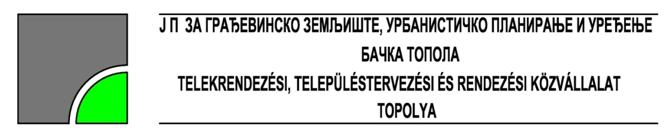 Ј П ЗА ГРАЂЕВИНСКО ЗЕМЉИШТЕ, УРБАНИСТИЧКО ПЛАНИРАЊЕ И УРЕЂЕЊЕ
БАЧКА ТОПОЛА
TELEKRENDEZÉSI, TELEPÜLÉSTERVEZÉSI ÉS RENDEZÉSI KÖZVÁLLALAT
TOPOLYA